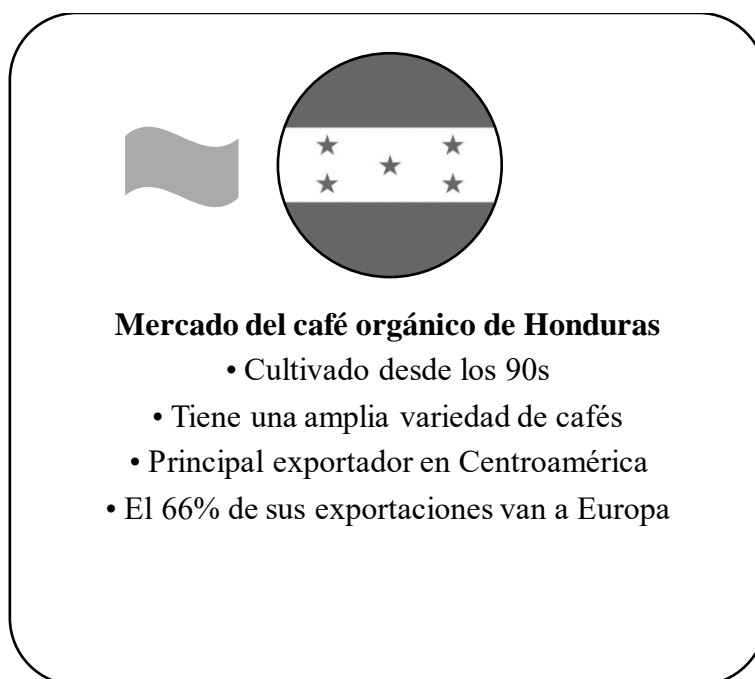 Mercado del café orgánico de Honduras
• Cultivado desde los 90s
• Tiene una amplia variedad de cafés
• Principal exportador en Centroamérica
• El 66% de sus exportaciones van a Europa